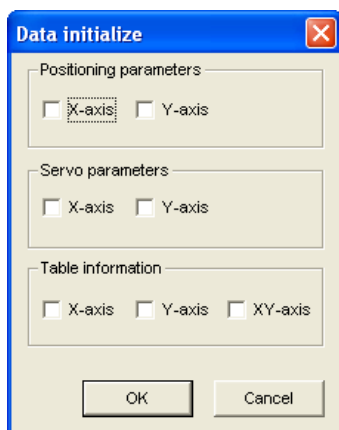 Data initialize
Positioning parameters
X-axis Y-axis
Servo parameters
X-axis Y-axis
Table information
X-axis Y-axis XY-axis
OK Cancel